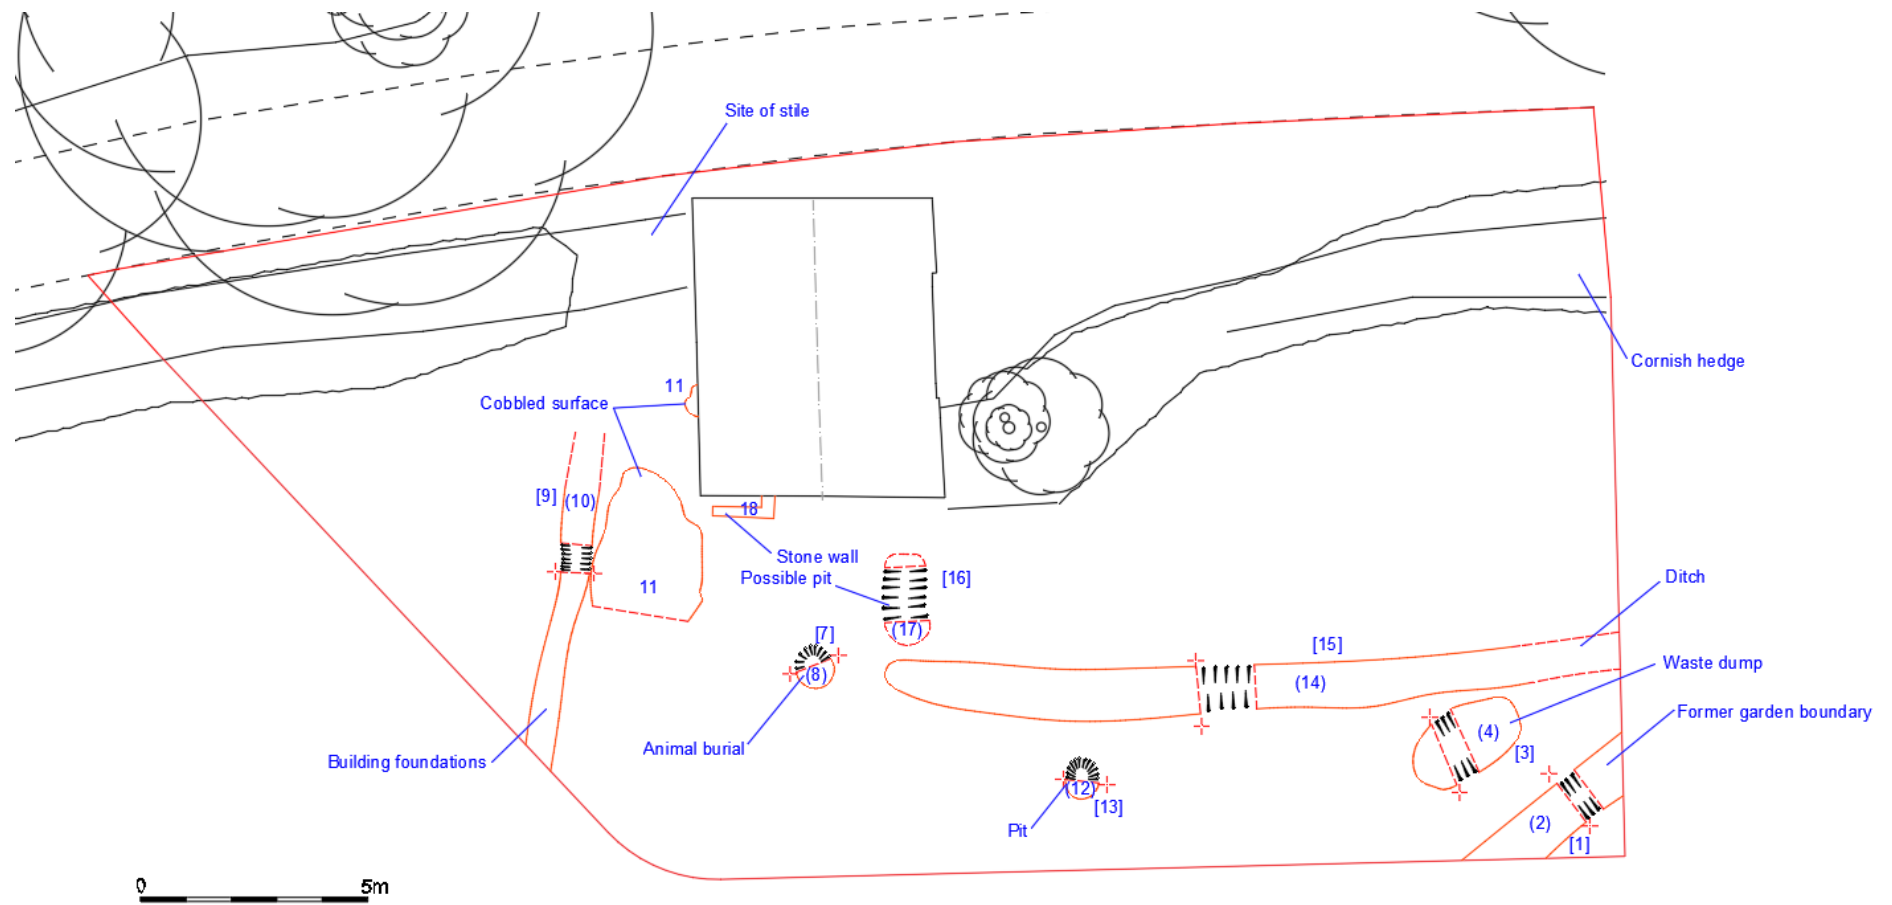 Site of stile
Cornish hedge
11
Cobbled surface
[9]
(10)
18
Stone wall
Possible pit
[16]
11
Ditch
(17)
[7]
(8)
[15]
(14)
Waste dump
Former garden boundary
(4)
[3]
Animal burial
Building foundations
(12)
[13]
Pit
(2)
[1]
0
5m